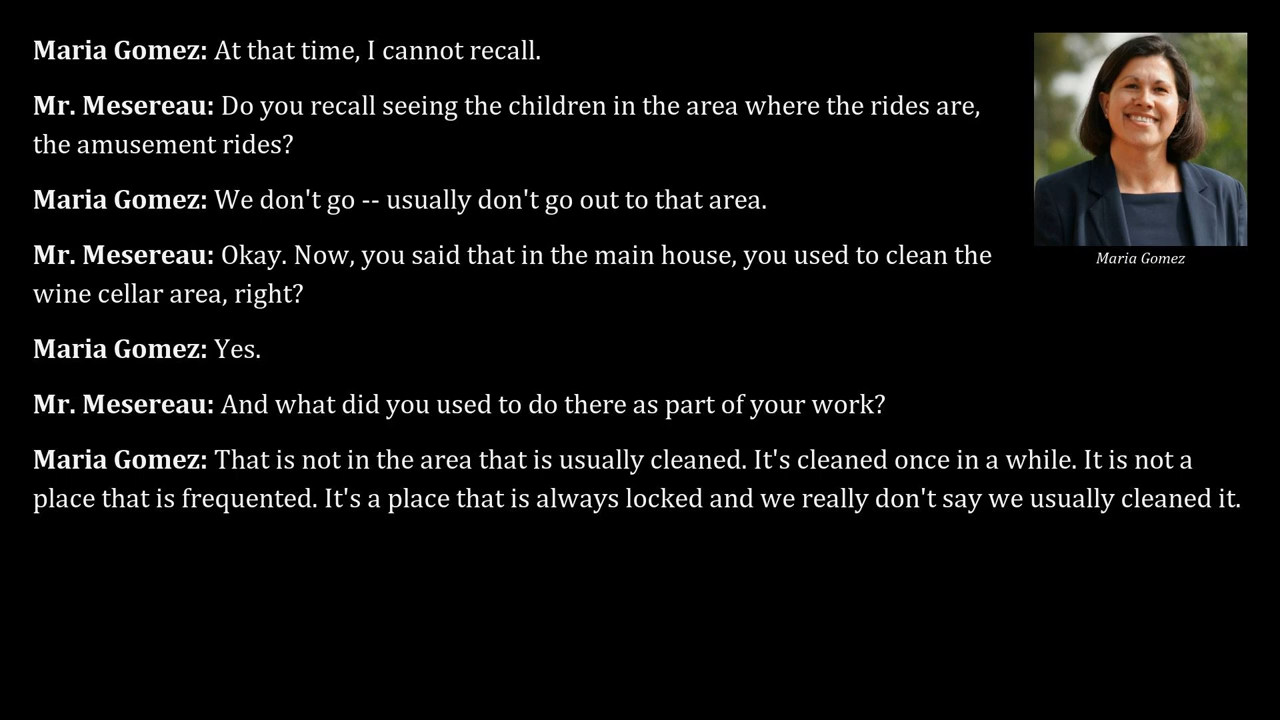 Maria Gomez: At that time, I cannot recall.
Mr. Mesereau: Do you recall seeing the children in the area where the rides are,
the amusement rides?
Maria Gomez: We don't go -- usually don't go out to that area.
Mr. Mesereau: Okay. Now, you said that in the main house, you used to clean the
wine cellar area, right?
Maria Gomez: Yes.
Mr. Mesereau: And what did you used to do there as part of your work?
Maria Gomez: That is not in the area that is usually cleaned. It's cleaned once in a while. It is not a
place that is frequented. It's a place that is always locked and we really don't say we usually cleaned it.
Maria Gomez